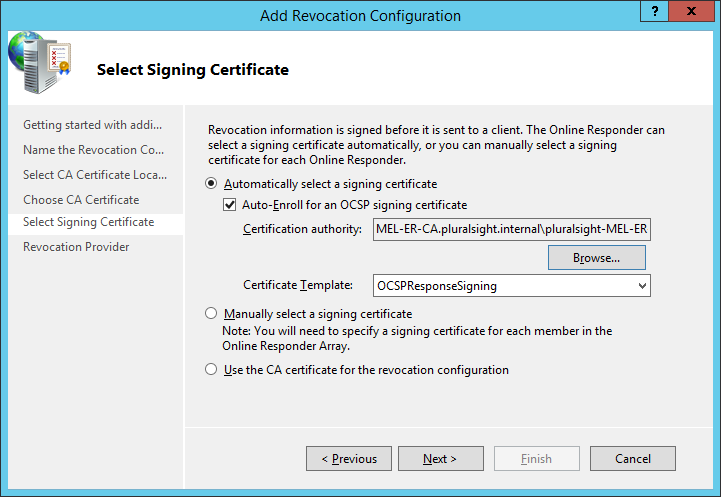 Add Revocation Configuration
?
x
Select Signing Certificate
Getting started with addi...
Name the Revocation Co...
Select CA Certificate Loca...
Choose CA Certificate
Select Signing Certificate
Revocation Provider
Revocation information is signed before it is sent to a client. The Online Responder can
select a signing certificate automatically, or you can manually select a signing
certificate for each Online Responder.
Automatically select a signing certificate
Auto-Enroll for an OCSP signing certificate
Certification authority: MEL-ER-CA.pluralsight.internal\pluralsight-MEL-ER
Browse...
Certificate Template: OCSPResponseSigning
Manually select a signing certificate
Note: You will need to specify a signing certificate for each member in the
Online Responder Array.
Use the CA certificate for the revocation configuration
< Previous
Next >
Finish
Cancel